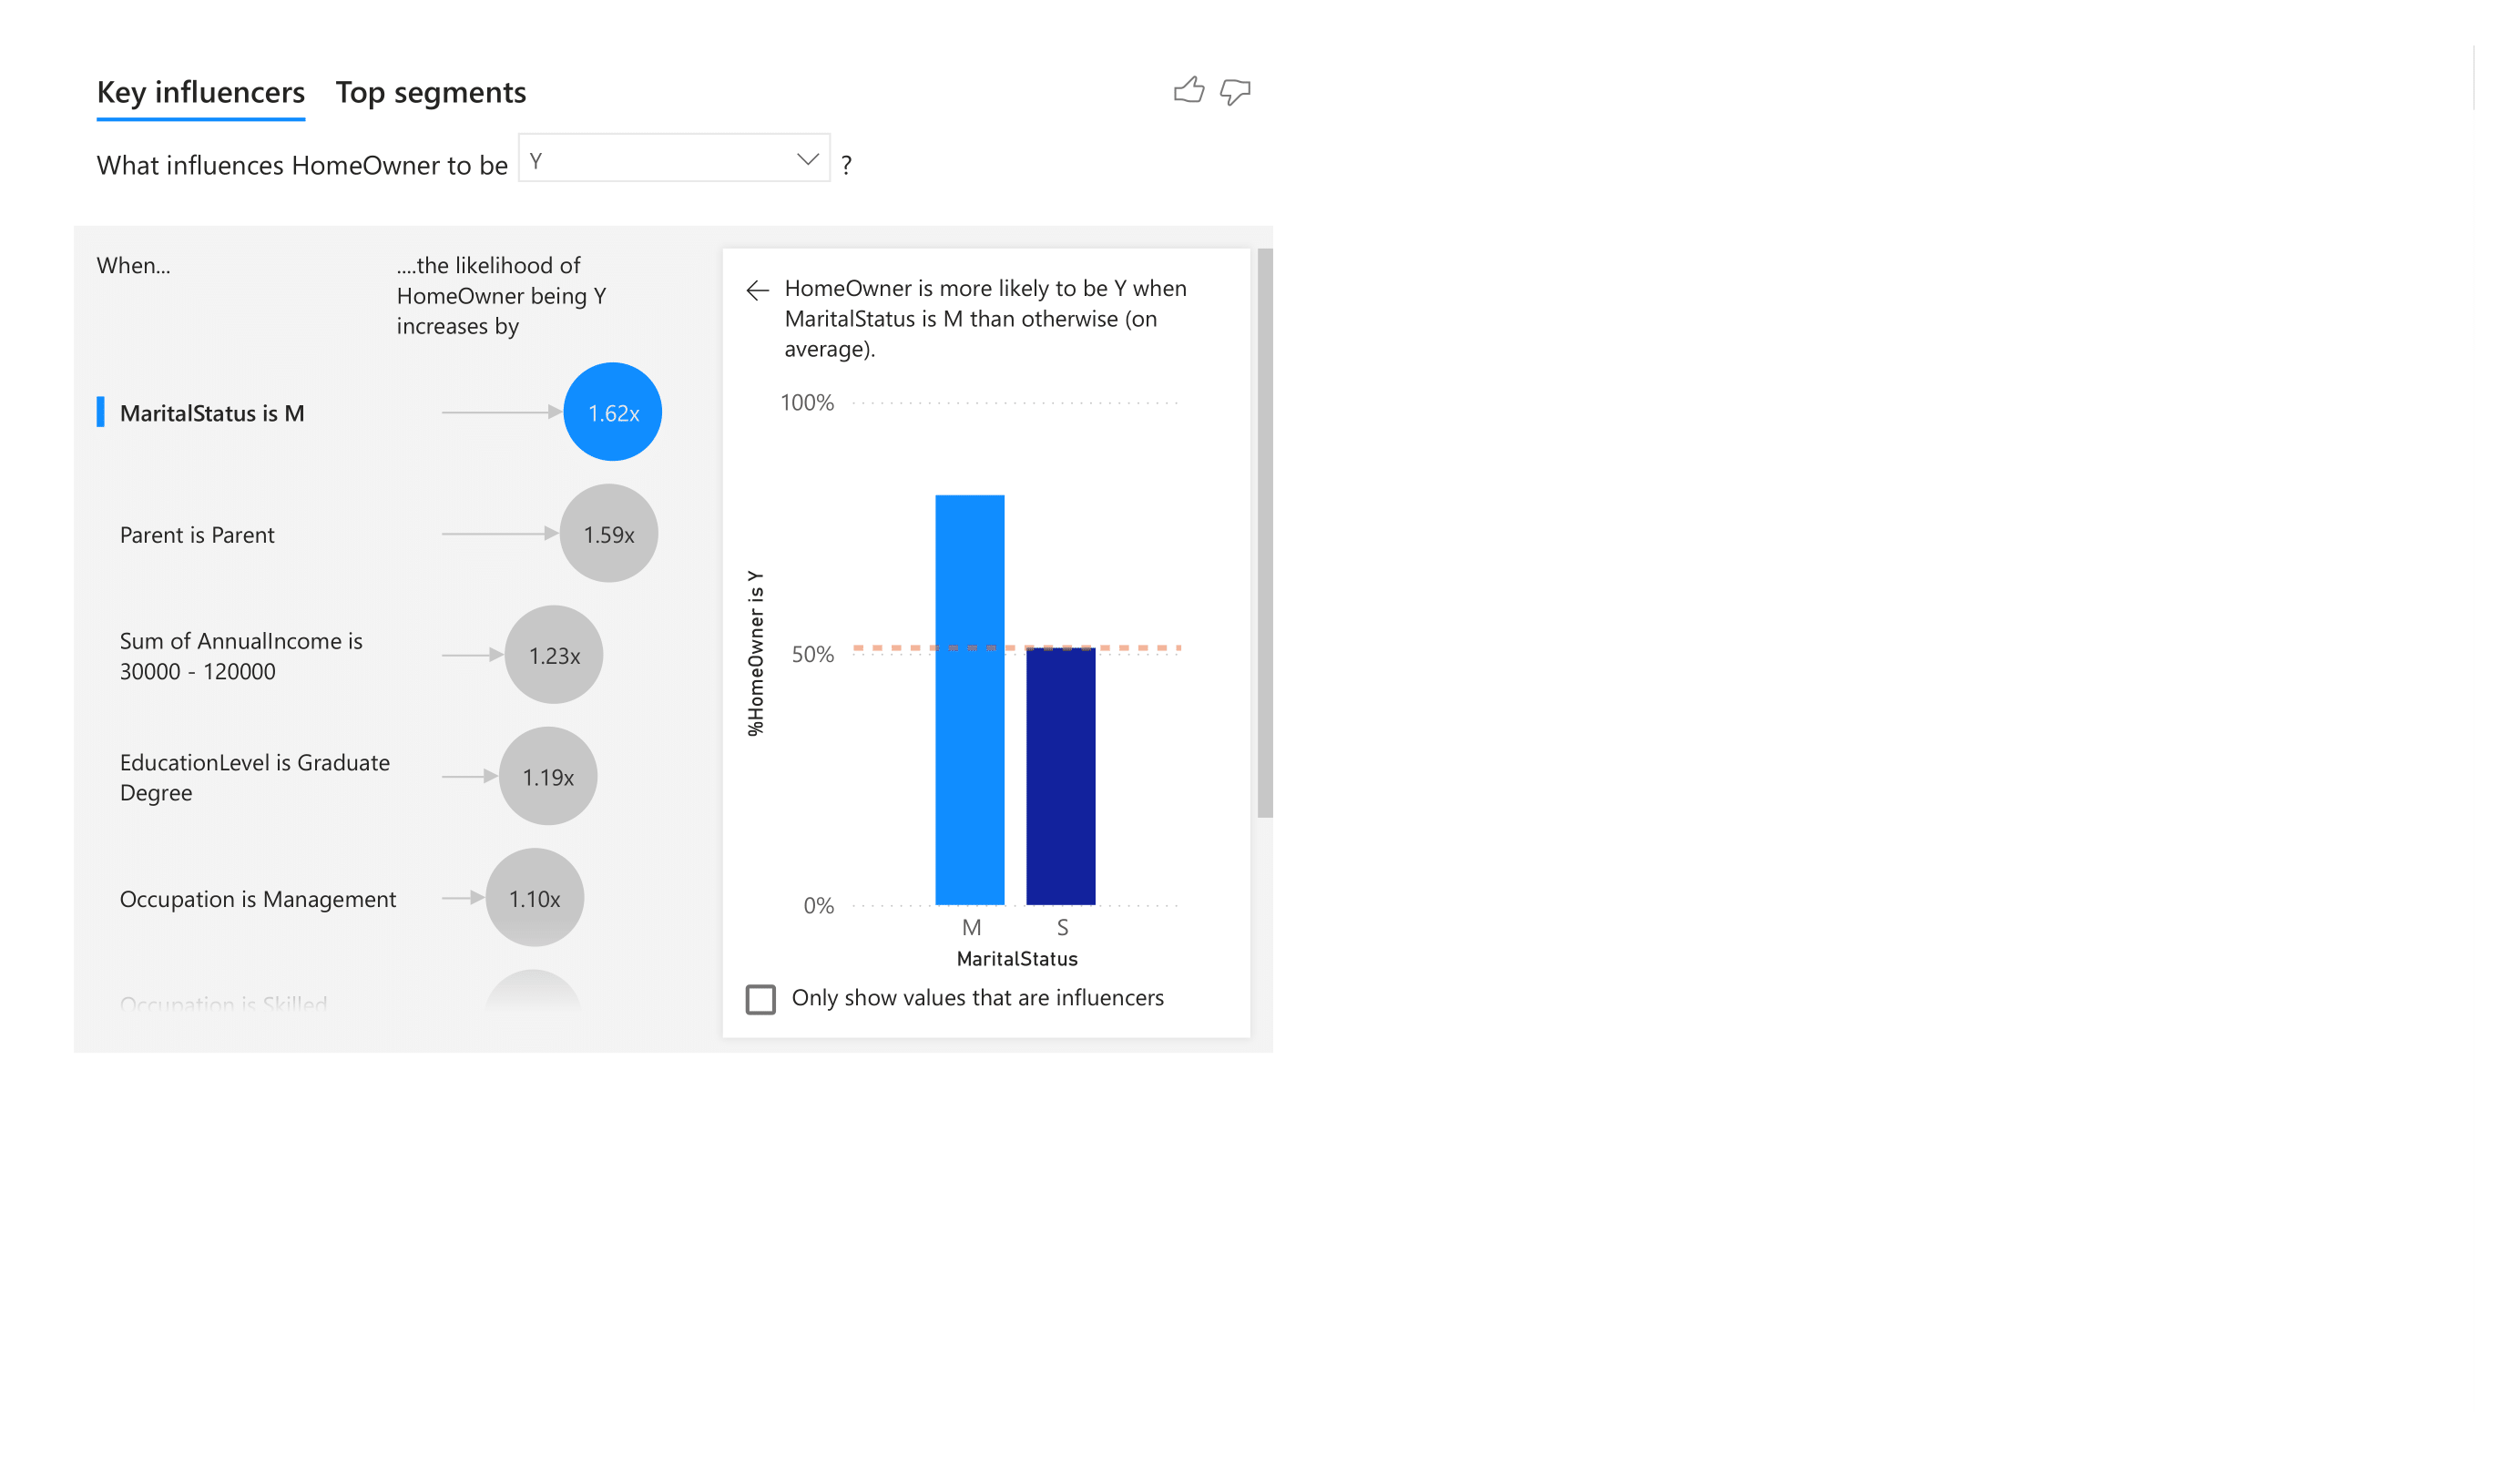 Key influencers Top segments
What influences HomeOwner to be Y ?
When...
....the likelihood of
HomeOwner being Y
increases by
MaritalStatus is M
1.62x
Parent is Parent
1.59x
Sum of AnnualIncome is
30000 - 120000
1.23x
EducationLevel is Graduate
Degree
1.19x
Occupation is Management
1.10x
Occupation is Skilled
HomeOwner is more likely to be Y when
MaritalStatus is M than otherwise (on
average).
100%
50%
0%
%HomeOwner is Y
M S
MaritalStatus
Only show values that are influencers